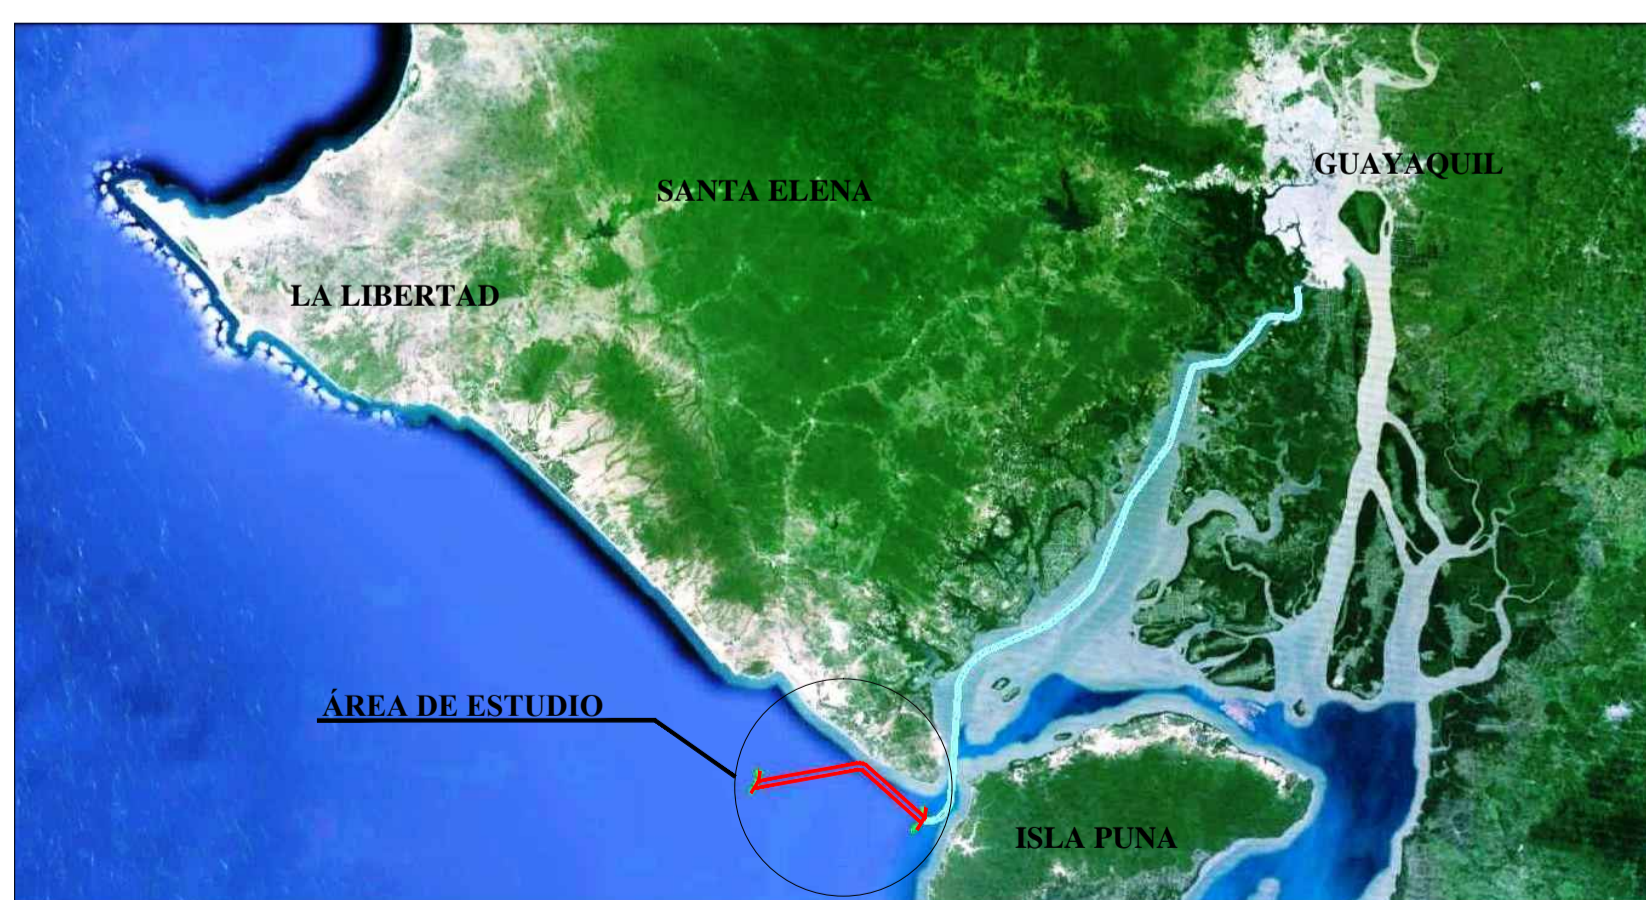 GUAYAQUIL
SANTA ELENA
LA LIBERTAD
ÁREA DE ESTUDIO
ISLA PUNA